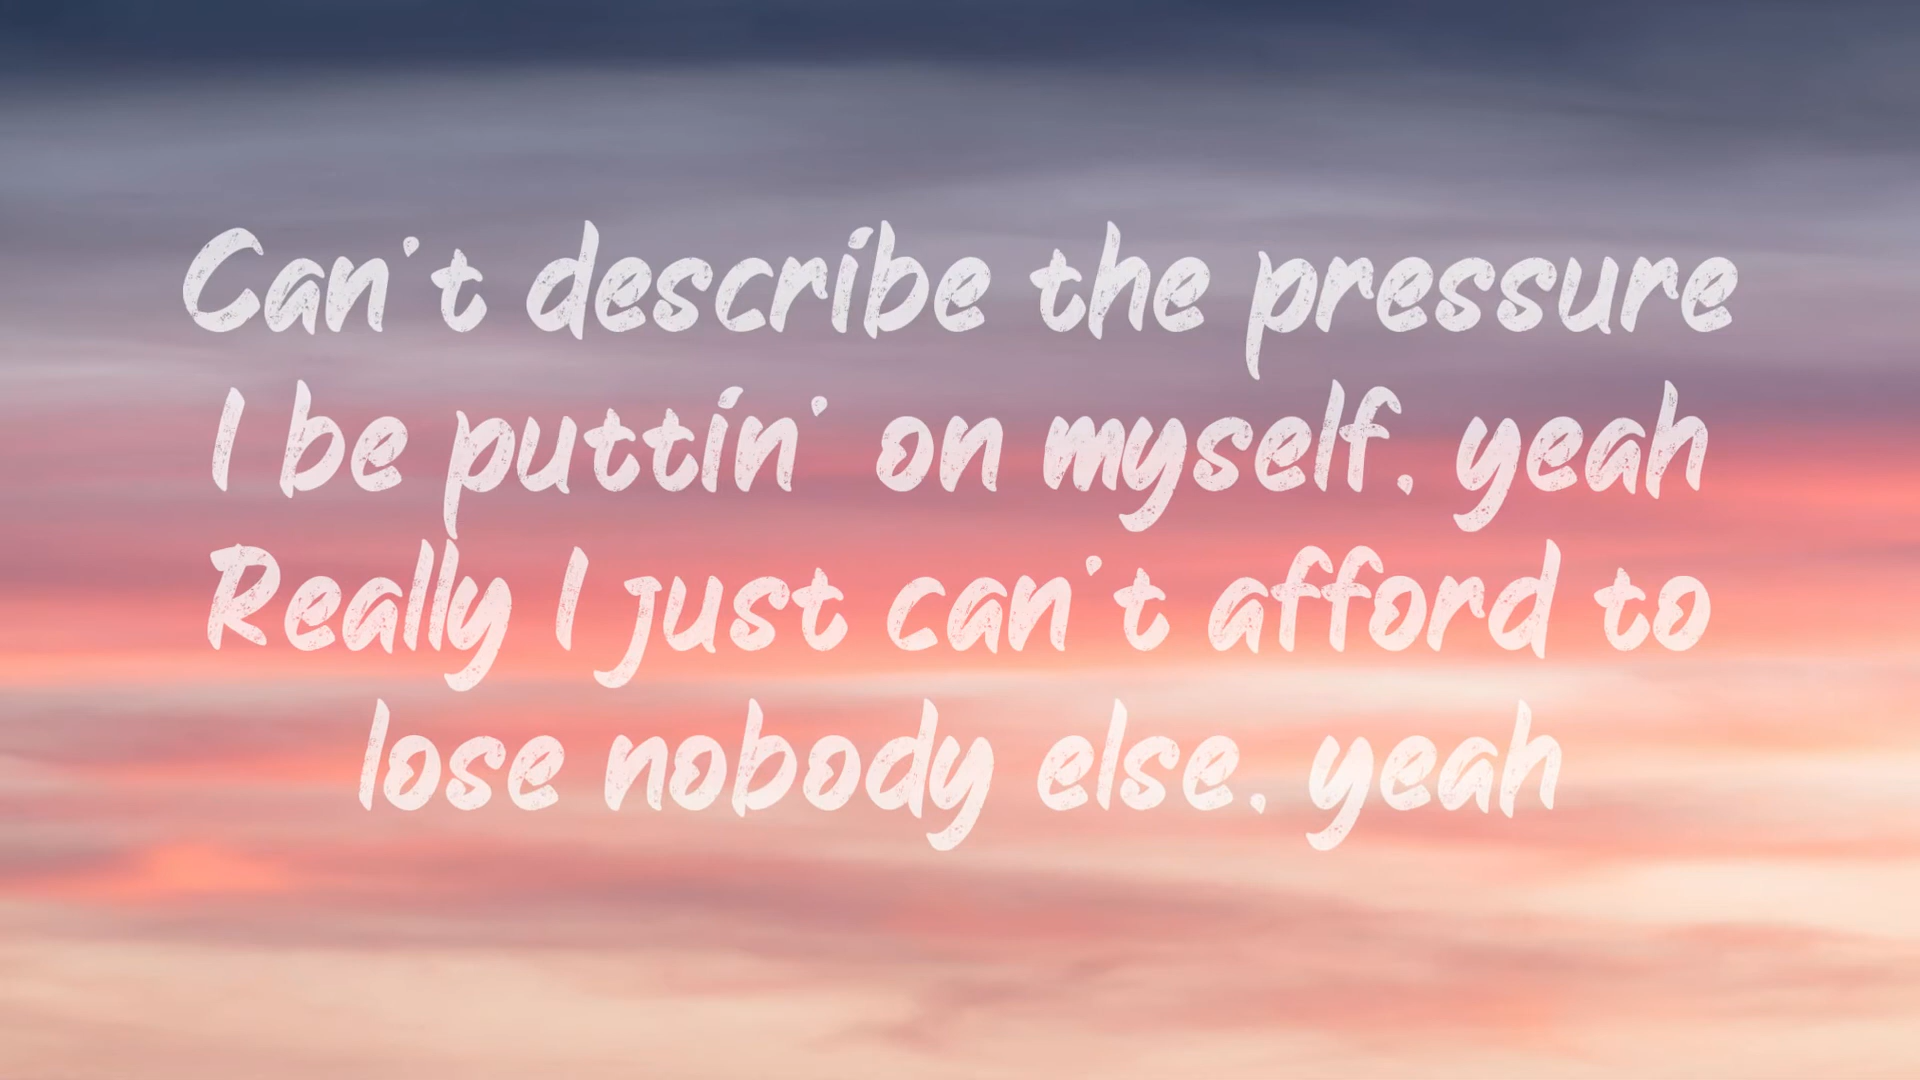 Can't describe the pressure
I be puttin' on myself, yeah
Really I just can't afford to
lose nobody else, yeah